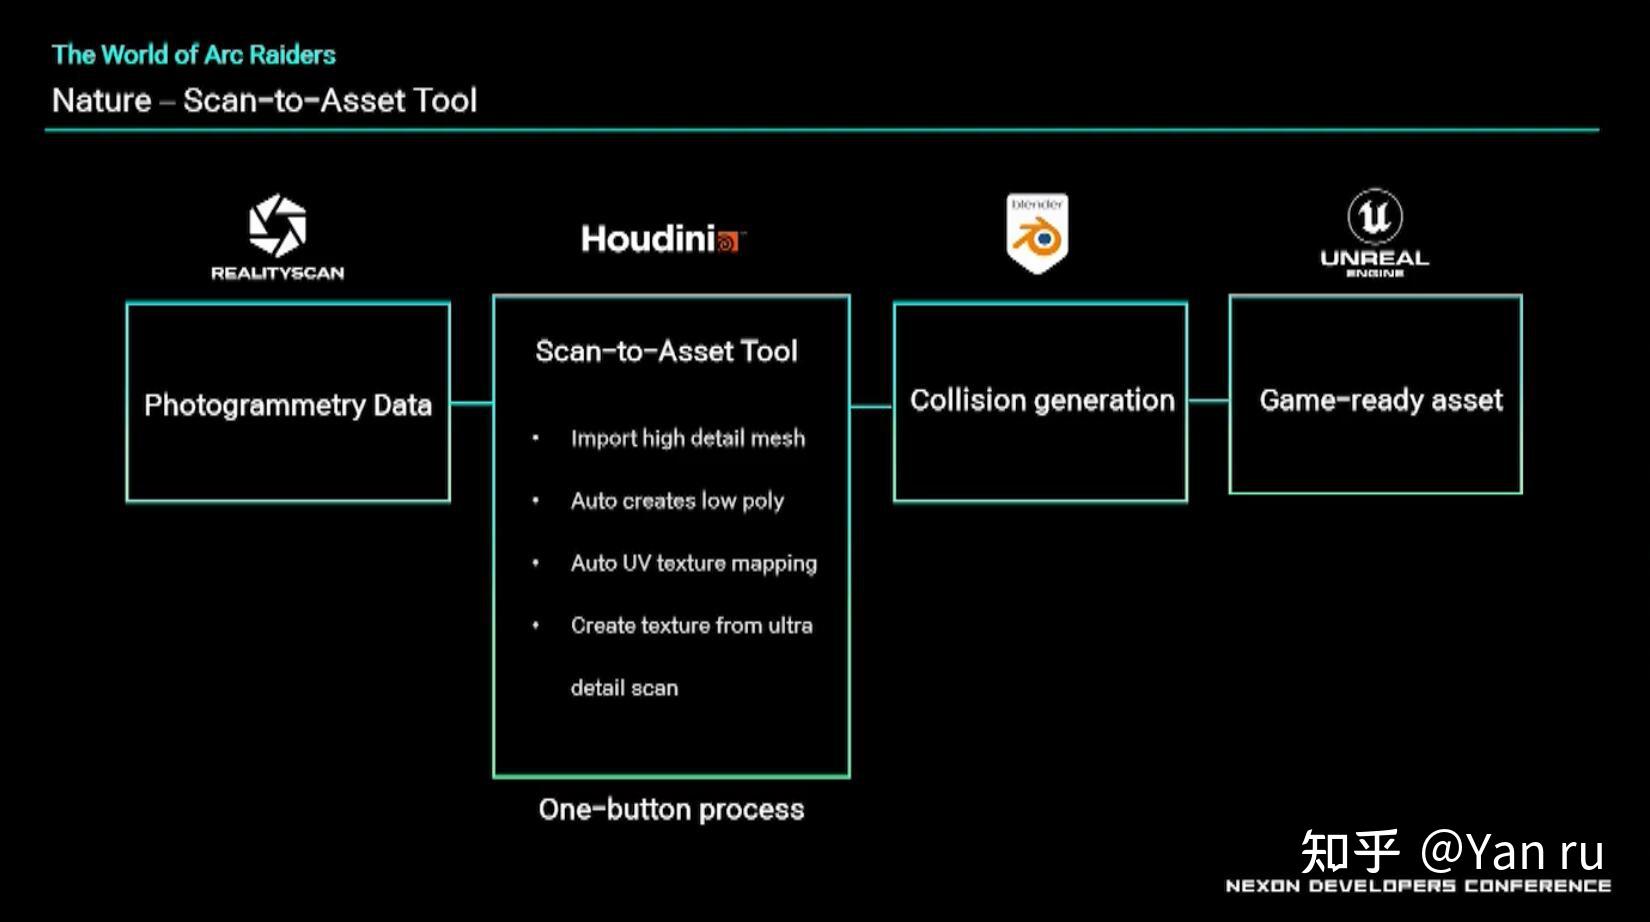 The World of Arc Raiders
Nature – Scan-to-Asset Tool
REALITYSCAN
Houdini
blender
UNREAL
ENGINE
Photogrammetry Data
Scan-to-Asset Tool
• Import high detail mesh
• Auto creates low poly
• Auto UV texture mapping
• Create texture from ultra
detail scan
One-button process
Collision generation
Game-ready asset
知乎 @Yan ru
NEXON DEVELOPERS CONFERENCE